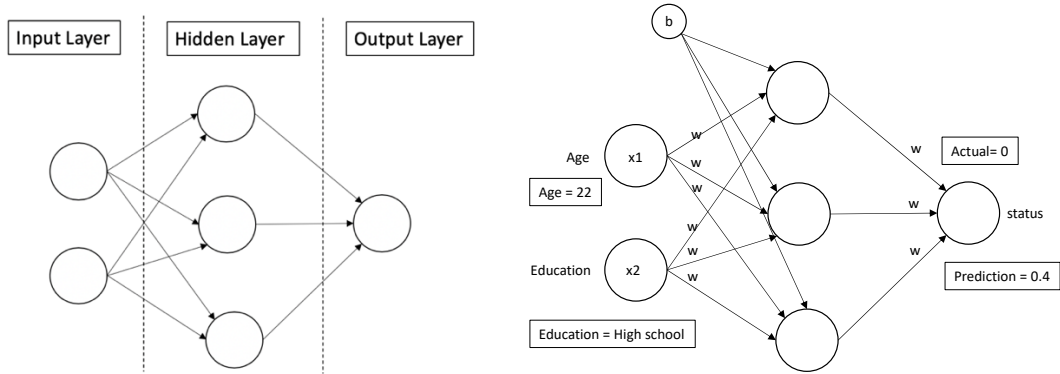 Input Layer
Hidden Layer
Output Layer
b
w
Age
x1
w
w
Age = 22
w
Actual= 0
w
w
status
w
Education
x2
w
w
w
Prediction = 0.4
Education = High school